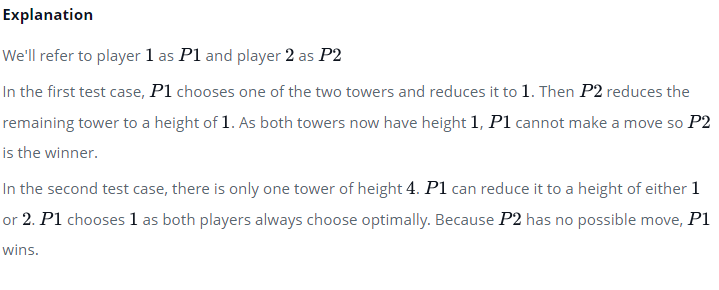 Explanation
We'll refer to player 1 as P1 and player 2 as P2
In the first test case, P1 chooses one of the two towers and reduces it to 1. Then P2 reduces the
remaining tower to a height of 1. As both towers now have height 1, P1 cannot make a move so P2
is the winner.
In the second test case, there is only one tower of height 4. P1 can reduce it to a height of either 1
or 2. P1 chooses 1 as both players always choose optimally. Because P2 has no possible move, P1
wins.